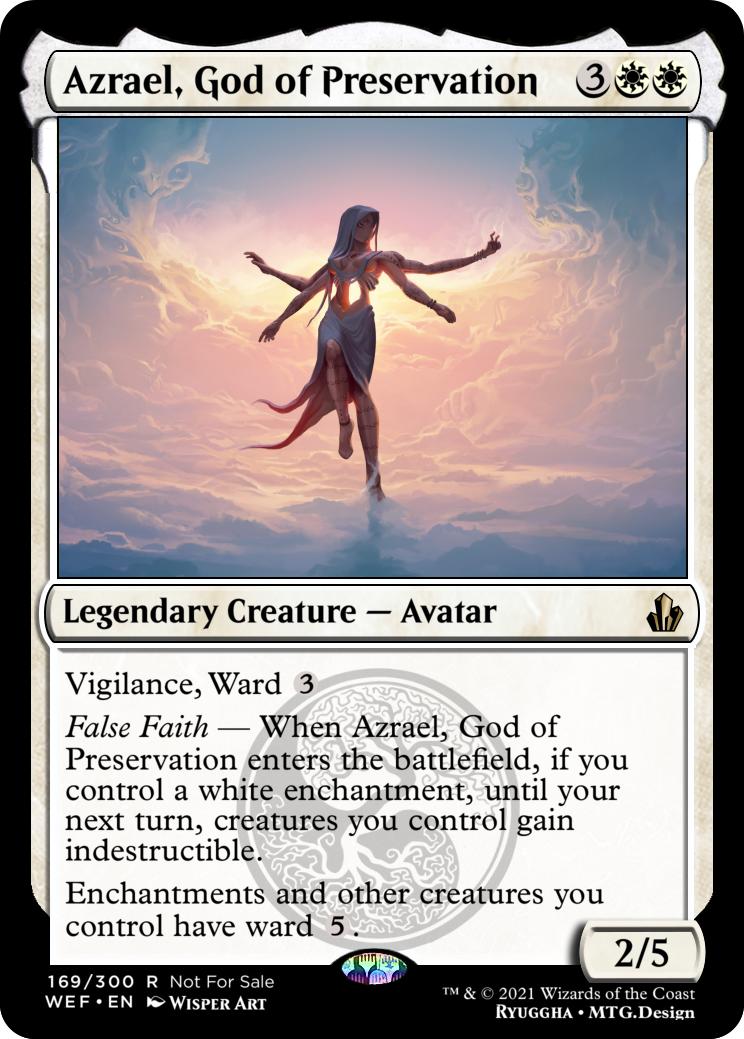 Azrael, God of Preservation 3
Legendary Creature — Avatar
Vigilance, Ward 3
False Faith — When Azrael, God of
Preservation enters the battlefield, if you
control a white enchantment, until your
next turn, creatures you control gain
indestructible.
Enchantments and other creatures you
control have ward 5.
2/5
169/300 R Not For Sale
WEF • EN Wisper Art
™ & © 2021 Wizards of the Coast
Ryuggha • MTG.Design